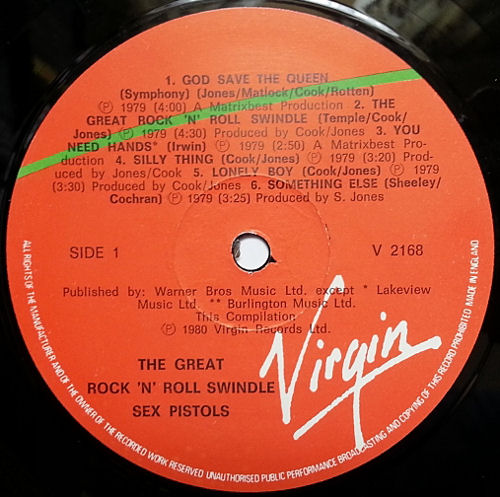 1. GOD SAVE THE QUEEN
(Symphony) (Jones/Matlock/Cook/Rotten)
Ⓟ 1979 (4:00) A Matrixbest Production 2. THE
GREAT ROCK 'N' ROLL SWINDLE (Temple/Cook/
Jones) Ⓟ 1979 (4:30) Produced by Cook/Jones 3. YOU
NEED HANDS* (Irwin) Ⓟ 1979 (2:50) A Matrixbest Pro-
duction 4. SILLY THING (Cook/Jones) Ⓟ 1979 (3:20) Prod-
uced by Jones/Cook 5. LONELY BOY (Cook/Jones) Ⓟ 1979
(3:30) Produced by Cook/Jones 6. SOMETHING ELSE (Sheeley/
Cochran) Ⓟ 1979 (3:25) Produced by S. Jones
SIDE 1
V 2168
Published by: Warner Bros Music Ltd. except * Lakeview
Music Ltd. ** Burlington Music Ltd.
This Compilation
Ⓟ 1980 Virgin Records Ltd.
THE GREAT
ROCK 'N' ROLL SWINDLE
SEX PISTOLS
Virgin
ALL RIGHTS OF THE MANUFACTURER AND OF THE OWNER OF THE RECORDED WORK RESERVED UNAUTHORISED PUBLIC PERFORMANCE BROADCASTING AND COPYING OF THIS RECORD PROHIBITED MADE IN ENGLAND